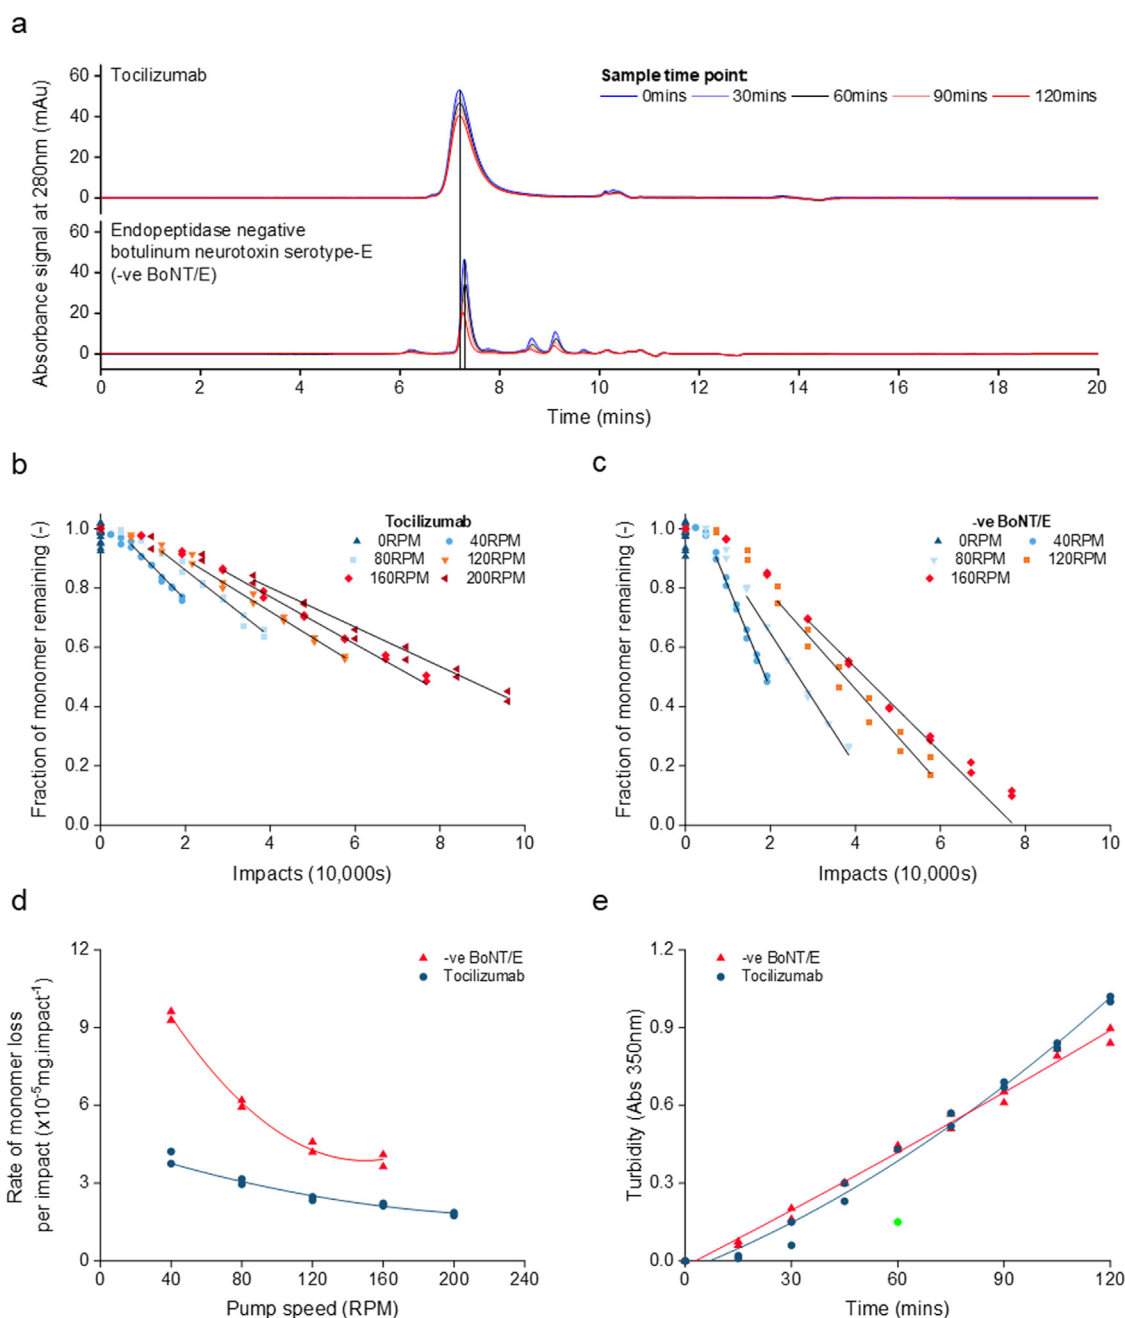 a
Tocilizumab
Sample time point:
0mins 30mins 60mins 90mins 120mins
60
40
20
0
Endopeptidase negative
botulinum neurotoxin serotype-E
(-ve BoNT/E)
60
40
20
0
Absorbance signal at 280nm (mAu)
0 2 4 6 8 10 12 14 16 18 20
Time (mins)
b
Tocilizumab
0RPM 40RPM
80RPM 120RPM
160RPM 200RPM
1.0
0.8
0.6
0.4
0.2
0.0
Fraction of monomer remaining (-)
0 2 4 6 8 10
Impacts (10,000s)
c
-ve BoNT/E
0RPM 40RPM
80RPM 120RPM
160RPM
1.0
0.8
0.6
0.4
0.2
0.0
Fraction of monomer remaining (-)
0 2 4 6 8 10
Impacts (10,000s)
d
-ve BoNT/E
Tocilizumab
12
9
6
3
0
Rate of monomer loss
per impact (x10-5mg.impact-1)
0 40 80 120 160 200 240
Pump speed (RPM)
e
-ve BoNT/E
Tocilizumab
1.2
0.9
0.6
0.3
0.0
Turbidity (Abs 350nm)
0 30 60 90 120
Time (mins)